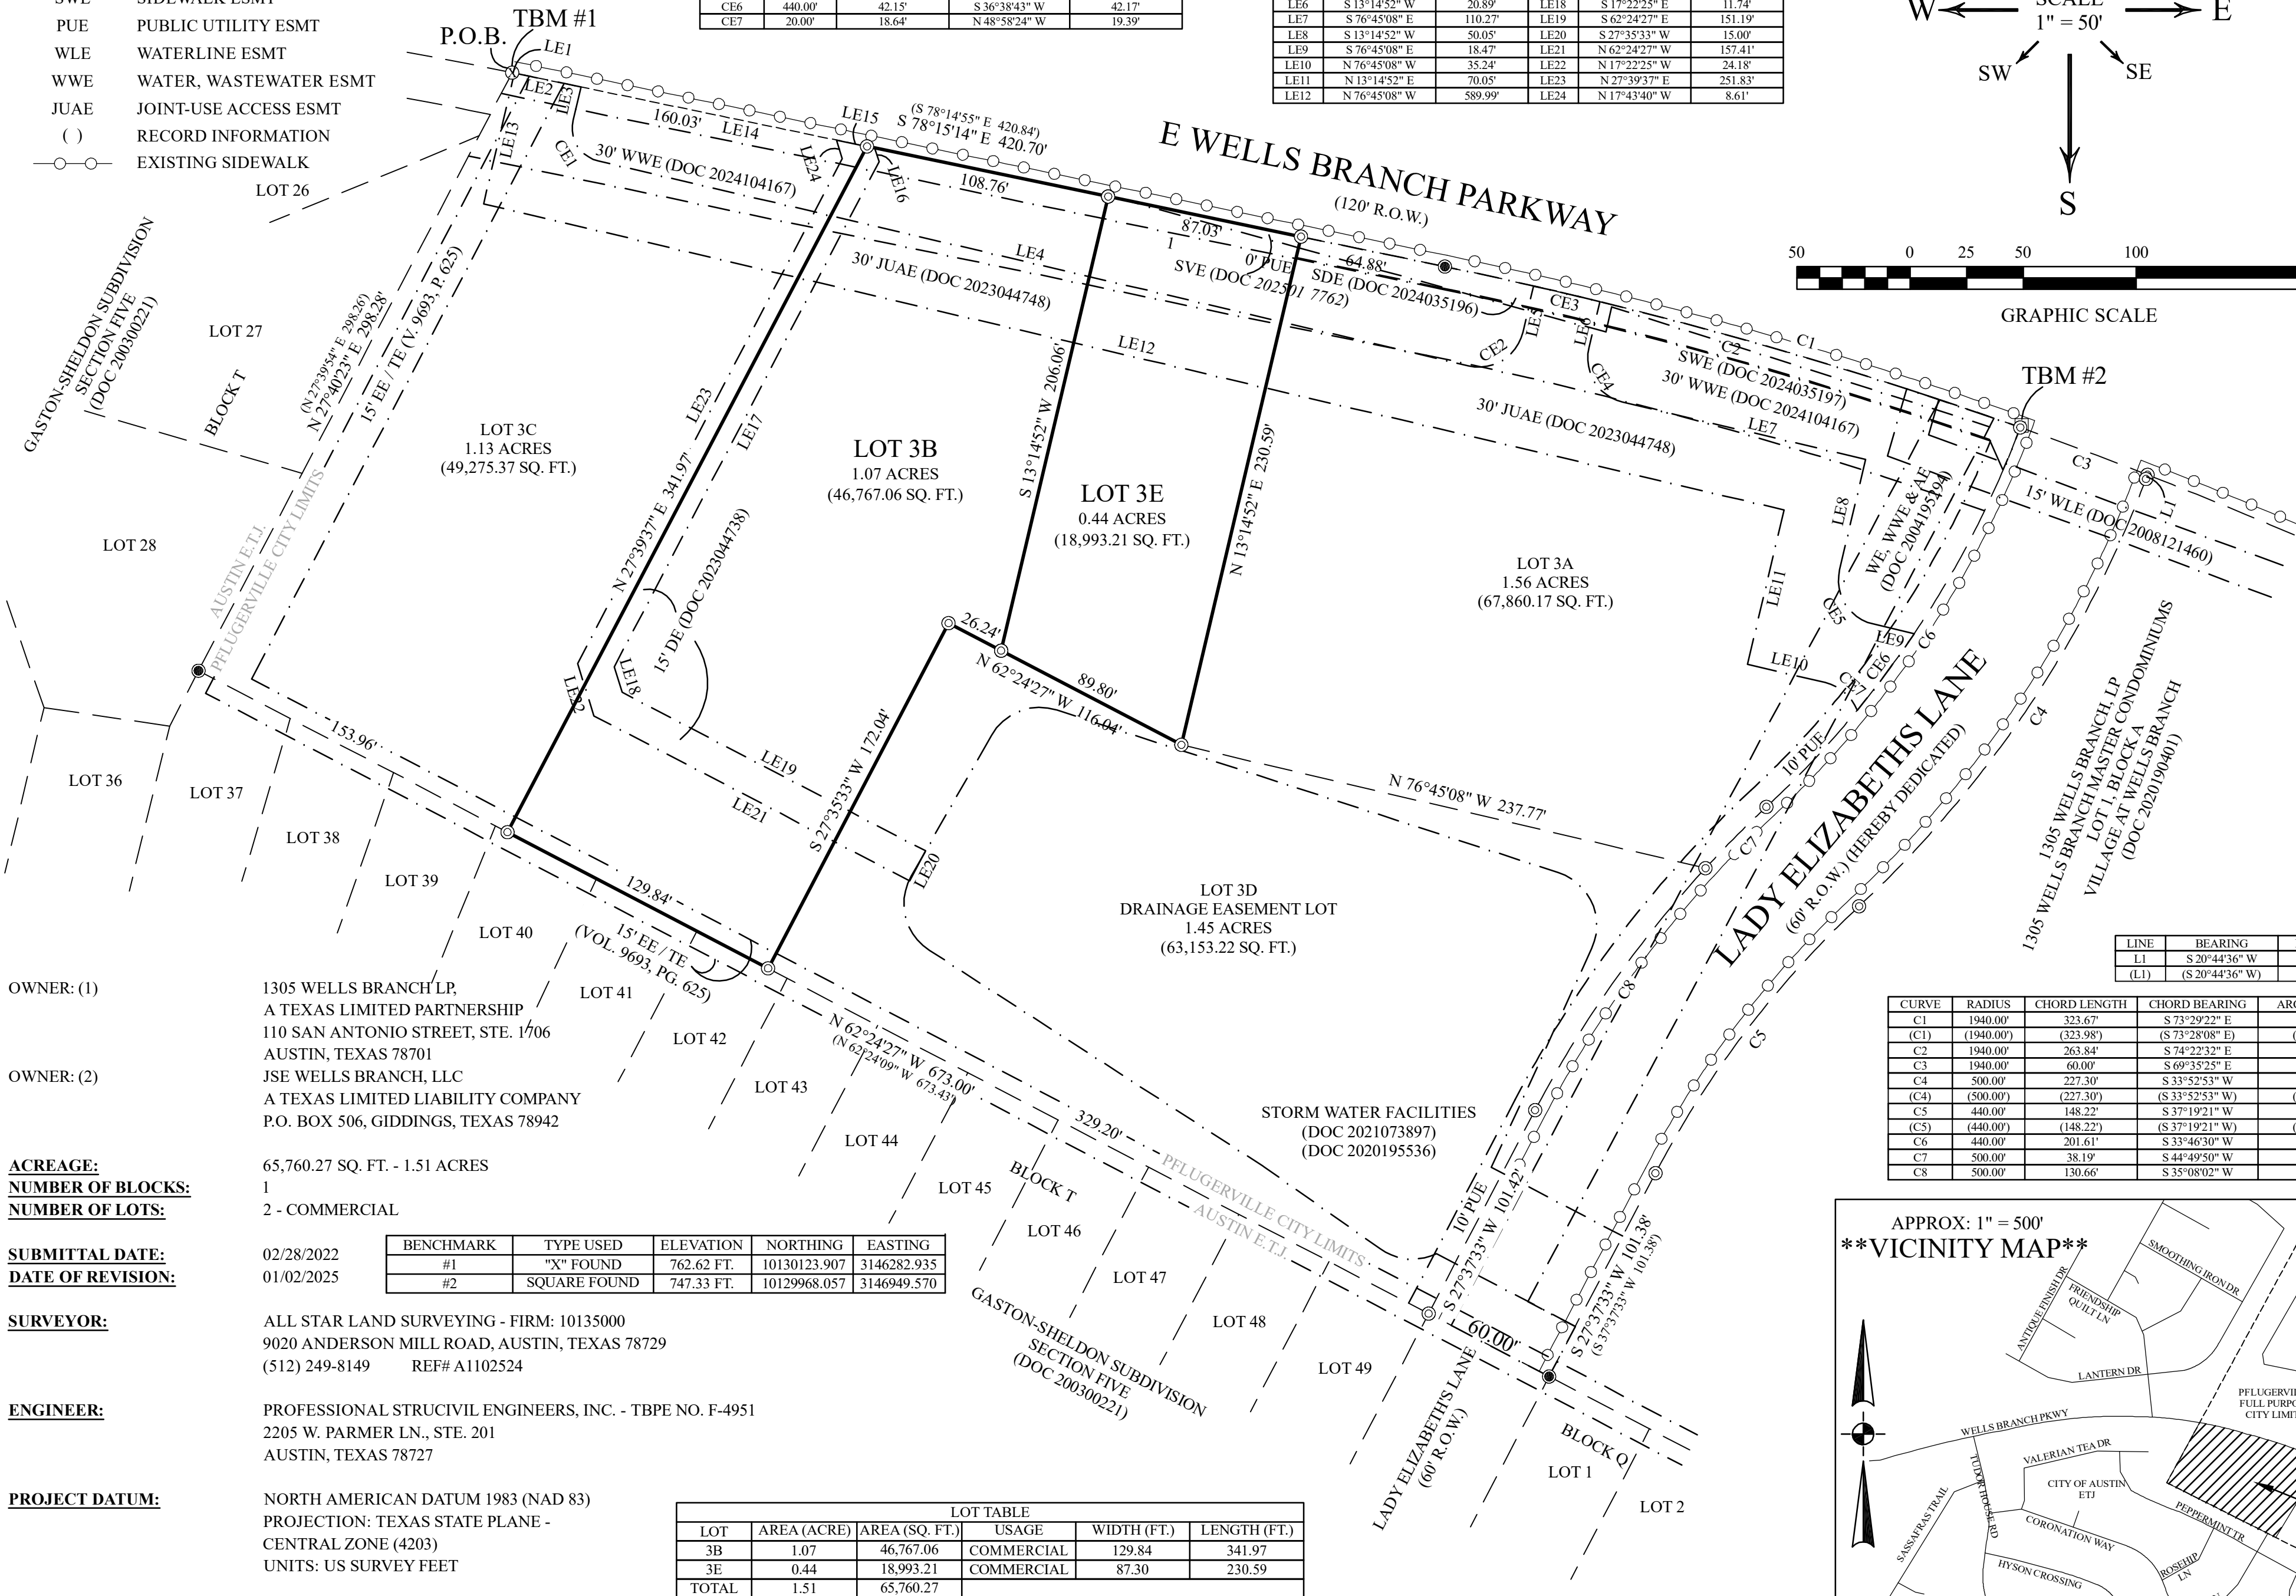 SWE SIDEWALK ESMT
PUE PUBLIC UTILITY ESMT
WLE WATERLINE ESMT
WWE WATER, WASTEWATER ESMT
JUAE JOINT-USE ACCESS ESMT
( ) RECORD INFORMATION
EXISTING SIDEWALK
P.O.B.
TBM #1
CE6 440.00' 42.15' S 36°38'43" W 42.17'
CE7 20.00' 18.64' N 48°58'24" W 19.39'
LE6 S 13°14'52" W 20.89' LE18 S 17°22'25" E 11.74'
LE7 S 76°45'08" E 110.27' LE19 S 62°24'27" E 151.19'
LE8 S 13°14'52" W 50.05' LE20 S 27°35'33" W 15.00'
LE9 S 76°45'08" E 18.47' LE21 N 62°24'27" W 157.41'
LE10 N 76°45'08" W 35.24' LE22 N 17°22'25" W 24.18'
LE11 N 13°14'52" E 70.05' LE23 N 27°39'37" E 251.83'
LE12 N 76°45'08" W 589.99' LE24 N 17°43'40" W 8.61'
W
SCALE
1" = 50'
E
SW
SE
S
50 0 25 50 100
GRAPHIC SCALE
LE1
LE2
LE3
LE13
CE1
160.03'
LE14
LE15
LE24
LE16
30' WWE (DOC 2024104167)
(S 78°14'55" E 420.84')
S 78°15'14" E 420.70'
108.76'
E WELLS BRANCH PARKWAY
(120' R.O.W.)
87.03'
1
0' PUE
64.88'
SVE (DOC 202501 7762)
SDE (DOC 2024035196)
LE4
30' JUAE (DOC 2023044748)
LE12
CE3
LE5
LE6
CE2
CE4
C1
C2
SWE (DOC 2024035197)
30' WWE (DOC 2024104167)
LE7
30' JUAE (DOC 2023044748)
TBM #2
C3
L1
15' WLE (DOC 2008121460)
WE, WWE & AE
(DOC 2004195294)
LE8
LE11
CE5
LE9
LE10
CE6
CE7
C6
LOT 26
LOT 27
LOT 28
BLOCK T
GASTON-SHELDON SUBDIVISION
SECTION FIVE
(DOC 200300221)
(N 27°39'54" E 298.26')
N 27°40'23" E 298.28'
15' EE / TE (V. 9693, P. 625)
AUSTIN E.T.J.
PFLUGERVILLE CITY LIMITS
LOT 3C
1.13 ACRES
(49,275.37 SQ. FT.)
LE23
LE17
N 27°39'37" E 341.97'
LOT 3B
1.07 ACRES
(46,767.06 SQ. FT.)
S 13°14'52" W 206.06'
LOT 3E
0.44 ACRES
(18,993.21 SQ. FT.)
N 13°14'52" E 230.59'
LOT 3A
1.56 ACRES
(67,860.17 SQ. FT.)
15' DE (DOC 2023044738)
LE18
LE22
LE19
LE21
LE20
26.24'
89.80'
N 62°24'27" W 116.04'
S 27°35'33" W 172.04'
N 76°45'08" W 237.77'
153.96'
129.84'
15' EE / TE
(VOL. 9693, PG. 625)
LOT 3D
DRAINAGE EASEMENT LOT
1.45 ACRES
(63,153.22 SQ. FT.)
10' PUE
C7
C8
C4
C5
LADY ELIZABETHS LANE
(60' R.O.W.) (HEREBY DEDICATED)
1305 WELLS BRANCH, LP
1305 WELLS BRANCH MASTER CONDOMINIUMS
LOT 1, BLOCK A
VILLAGE AT WELLS BRANCH
(DOC 2020190401)
LOT 36
LOT 37
LOT 38
LOT 39
LOT 40
LOT 41
LOT 42
LOT 43
LOT 44
LOT 45
LOT 46
LOT 47
LOT 48
LOT 49
LOT 1
LOT 2
BLOCK T
BLOCK Q
N 62°24'27" W 673.00'
(N 62°24'09" W 673.43')
329.20'
PFLUGERVILLE CITY LIMITS
AUSTIN E.T.J.
STORM WATER FACILITIES
(DOC 2021073897)
(DOC 2020195536)
10' PUE
S 27°37'33" W 101.42'
S 27°37'33" W 101.38'
(S 37°37'33" W 101.38')
60.00'
LADY ELIZABETHS LANE
(60' R.O.W.)
GASTON-SHELDON SUBDIVISION
SECTION FIVE
(DOC 200300221)
OWNER: (1) 1305 WELLS BRANCH LP,
A TEXAS LIMITED PARTNERSHIP
110 SAN ANTONIO STREET, STE. 1706
AUSTIN, TEXAS 78701
OWNER: (2) JSE WELLS BRANCH, LLC
A TEXAS LIMITED LIABILITY COMPANY
P.O. BOX 506, GIDDINGS, TEXAS 78942
ACREAGE: 65,760.27 SQ. FT. - 1.51 ACRES
NUMBER OF BLOCKS: 1
NUMBER OF LOTS: 2 - COMMERCIAL
SUBMITTAL DATE: 02/28/2022
DATE OF REVISION: 01/02/2025
BENCHMARK TYPE USED ELEVATION NORTHING EASTING
#1 "X" FOUND 762.62 FT. 10130123.907 3146282.935
#2 SQUARE FOUND 747.33 FT. 10129968.057 3146949.570
SURVEYOR: ALL STAR LAND SURVEYING - FIRM: 10135000
9020 ANDERSON MILL ROAD, AUSTIN, TEXAS 78729
(512) 249-8149 REF# A1102524
ENGINEER: PROFESSIONAL STRUCIVIL ENGINEERS, INC. - TBPE NO. F-4951
2205 W. PARMER LN., STE. 201
AUSTIN, TEXAS 78727
PROJECT DATUM: NORTH AMERICAN DATUM 1983 (NAD 83)
PROJECTION: TEXAS STATE PLANE -
CENTRAL ZONE (4203)
UNITS: US SURVEY FEET
LOT TABLE
LOT AREA (ACRE) AREA (SQ. FT.) USAGE WIDTH (FT.) LENGTH (FT.)
3B 1.07 46,767.06 COMMERCIAL 129.84 341.97
3E 0.44 18,993.21 COMMERCIAL 87.30 230.59
TOTAL 1.51 65,760.27
LINE BEARING
L1 S 20°44'36" W
(L1) (S 20°44'36" W)
CURVE RADIUS CHORD LENGTH CHORD BEARING
C1 1940.00' 323.67' S 73°29'22" E
(C1) (1940.00') (323.98') (S 73°28'08" E)
C2 1940.00' 263.84' S 74°22'32" E
C3 1940.00' 60.00' S 69°35'25" E
C4 500.00' 227.30' S 33°52'53" W
(C4) (500.00') (227.30') (S 33°52'53" W)
C5 440.00' 148.22' S 37°19'21" W
(C5) (440.00') (148.22') (S 37°19'21" W)
C6 440.00' 201.61' S 33°46'30" W
C7 500.00' 38.19' S 44°49'50" W
C8 500.00' 130.66' S 35°08'02" W
APPROX: 1" = 500'
**VICINITY MAP**
SMOOTHING IRON DR
ANTIQUE FINISH DR
FRIENDSHIP
QUILT LN
LANTERN DR
WELLS BRANCH PKWY
VALERIAN TEA DR
TUDOR HOUSE RD
CITY OF AUSTIN
ETJ
SASSAFRAS TRAIL
CORONATION WAY
PEPPERMINT TR
ROSEHIP
LN
HYSON CROSSING
FULL PURPO
CITY LIMIT